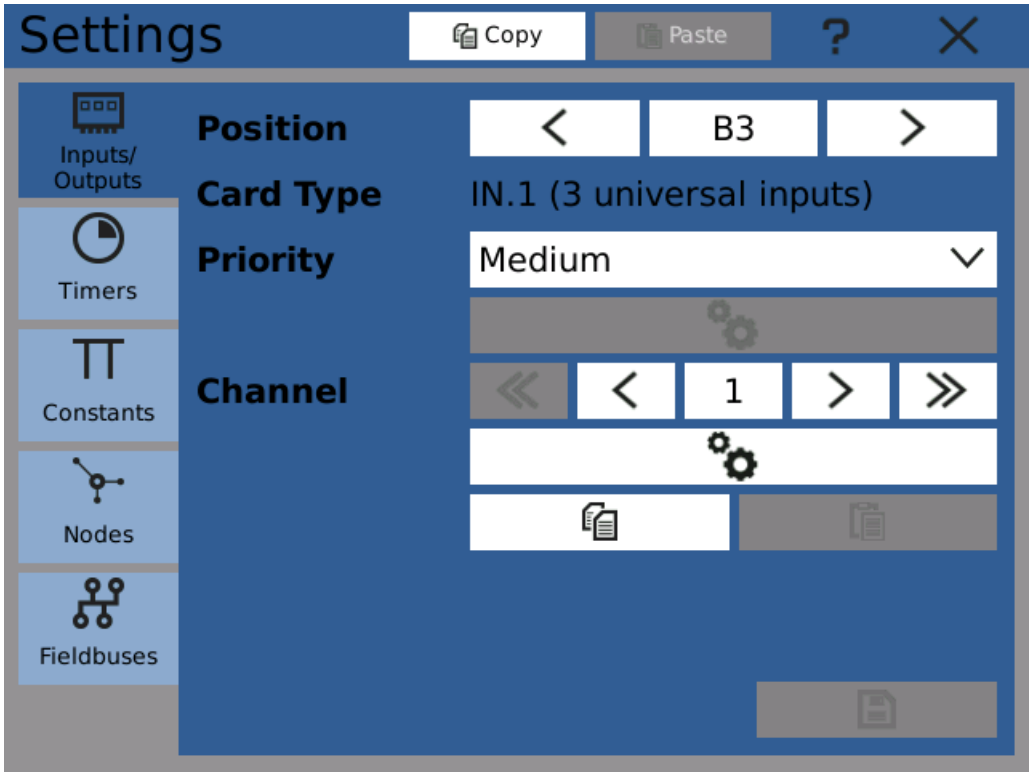 Settings
Copy
Paste
?
Inputs/
Outputs
Timers
Constants
Nodes
Fieldbuses
Position
B3
Card Type
IN.1 (3 universal inputs)
Priority
Medium
Channel
1